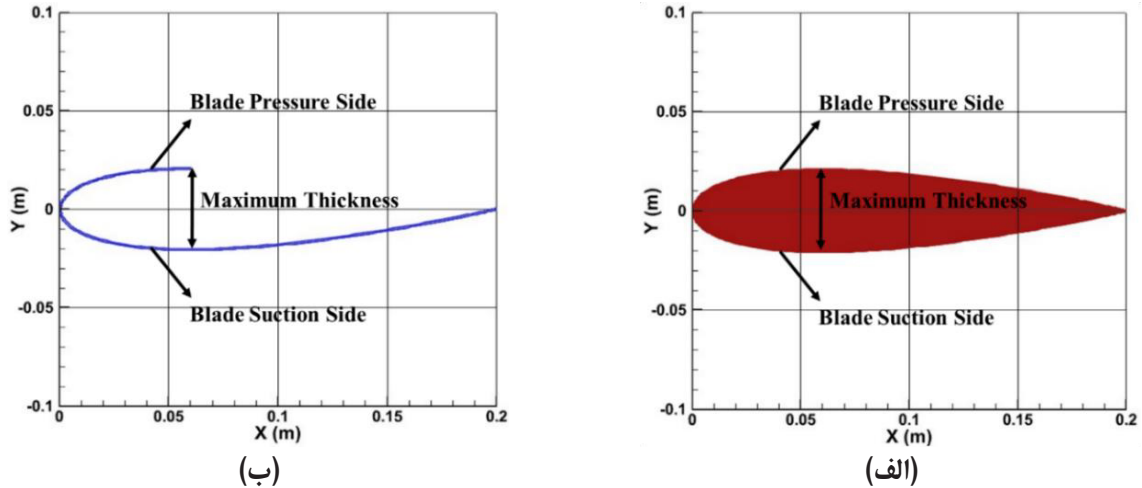 0.1
0.05
0
-0.05
-0.1
Y (m)
Blade Pressure Side
Maximum Thickness
Blade Suction Side
0 0.05 0.1 0.15 0.2
X (m)
(ب)
0.1
0.05
0
-0.05
-0.1
Y (m)
Blade Pressure Side
Maximum Thickness
Blade Suction Side
0 0.05 0.1 0.15 0.2
X (m)
(الف)